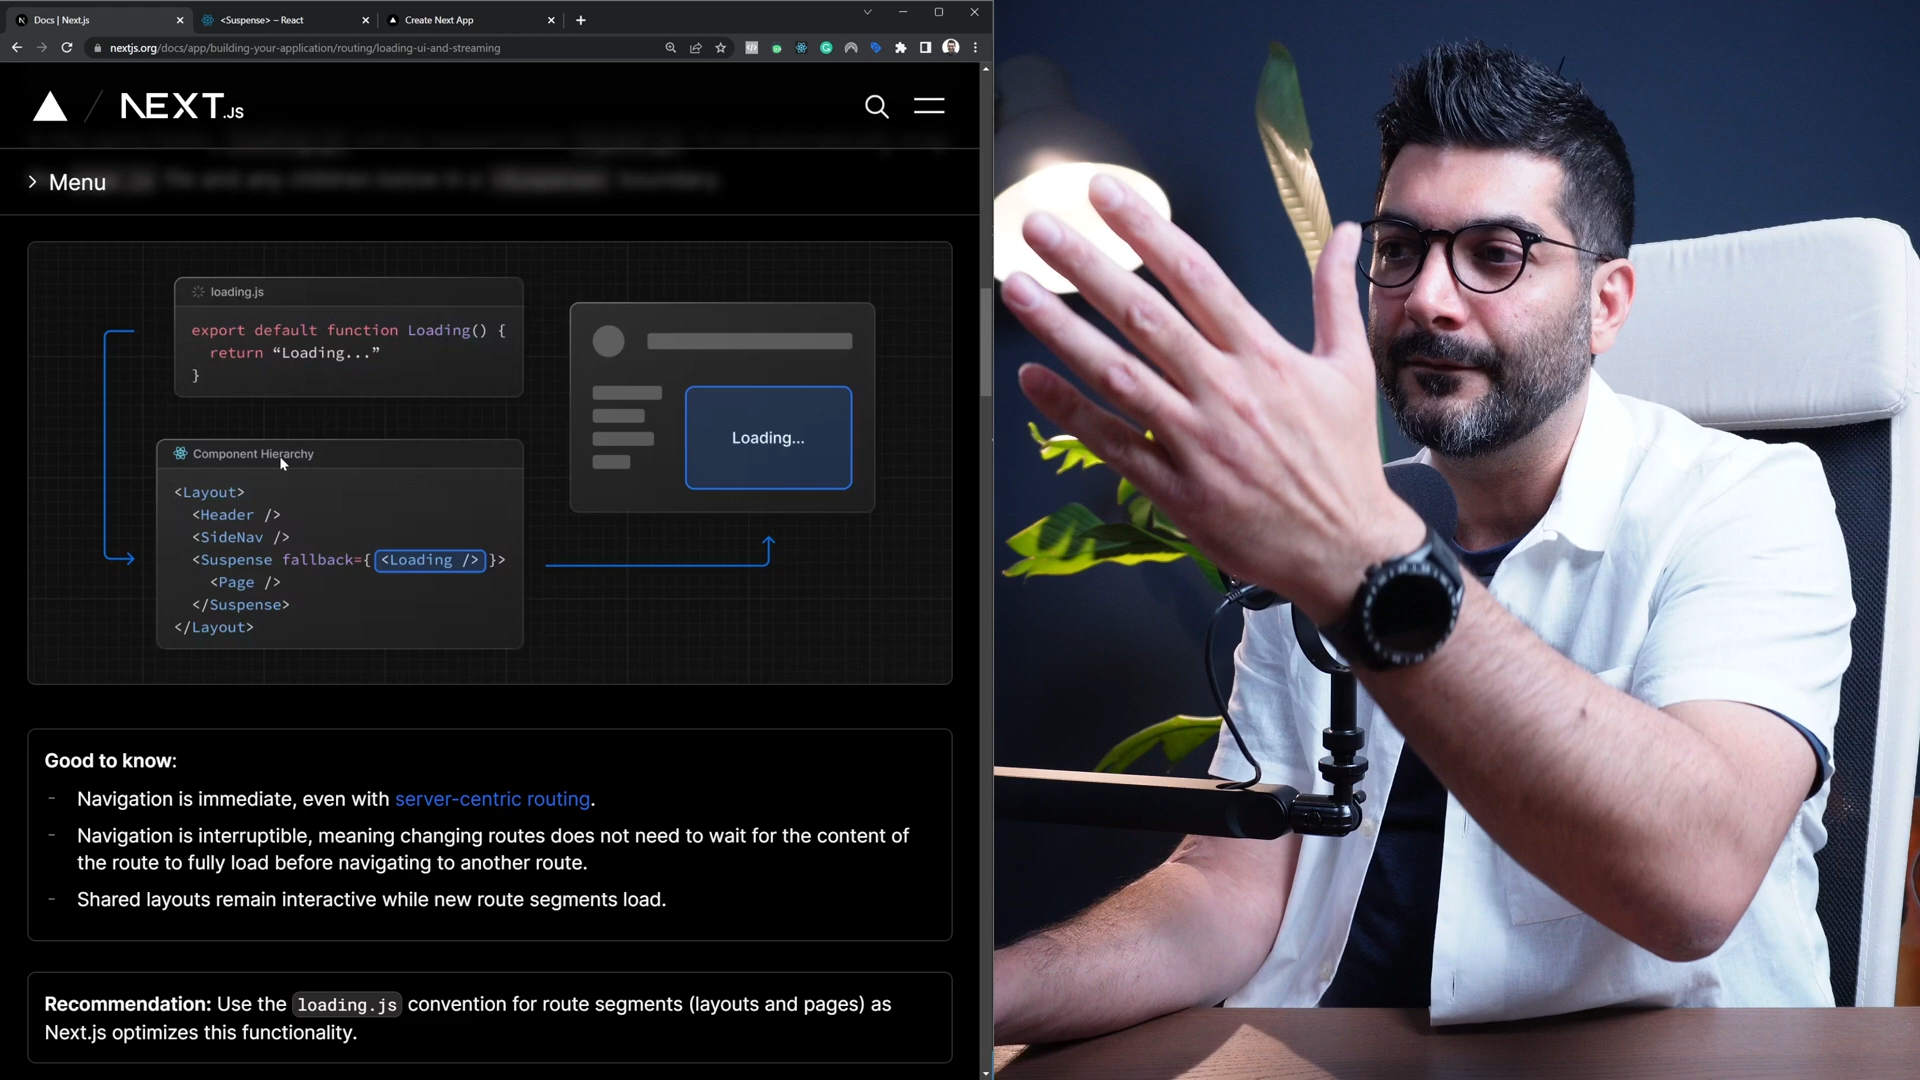 Docs | Next.js
<Suspense> – React
Create Next App
nextjs.org/docs/app/building-your-application/routing/loading-ui-and-streaming
NEXT.JS
Menu
loading.js
export default function Loading() {
return “Loading...”
}
Component Hierarchy
<Layout>
<Header />
<SideNav />
<Suspense fallback={ <Loading /> }>
<Page />
</Suspense>
</Layout>
Loading...
Good to know:
- Navigation is immediate, even with server-centric routing.
- Navigation is interruptible, meaning changing routes does not need to wait for the content of
the route to fully load before navigating to another route.
- Shared layouts remain interactive while new route segments load.
Recommendation: Use the loading.js convention for route segments (layouts and pages) as
Next.js optimizes this functionality.